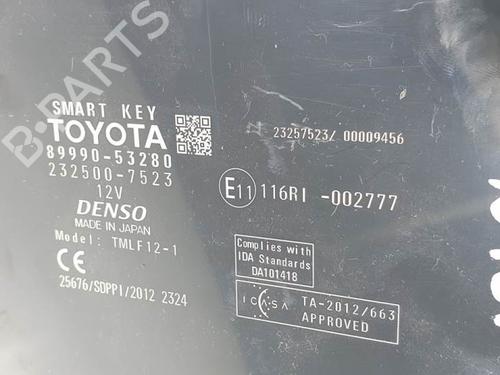 B-PARTS
SMART KEY
TOYOTA
89990-53280
232500-7523
12V
DENSO
MADE IN JAPAN
Model: TMLF12-1
CE
25676/SDPPI/2012 2324
23257523/ 00009456
E11 116RI -002777
Complies with
IDA Standards
DA101418
ICASA
TA-2012/663
APPROVED